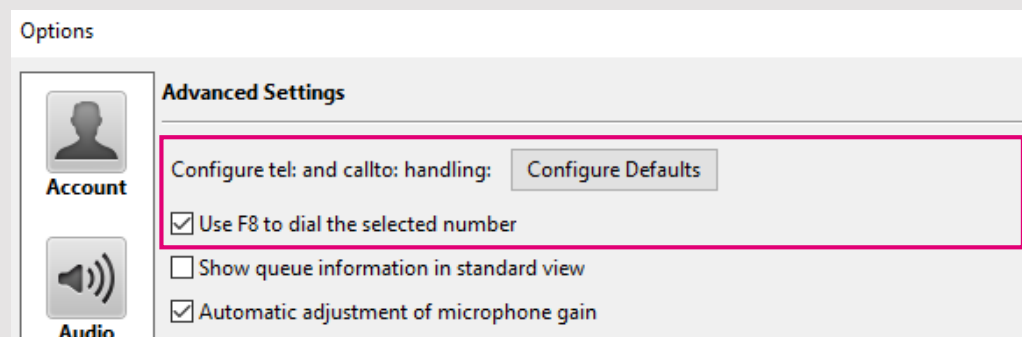 Options
Advanced Settings
Account
Configure tel: and callto: handling: Configure Defaults
Use F8 to dial the selected number
Show queue information in standard view
Automatic adjustment of microphone gain
Audio